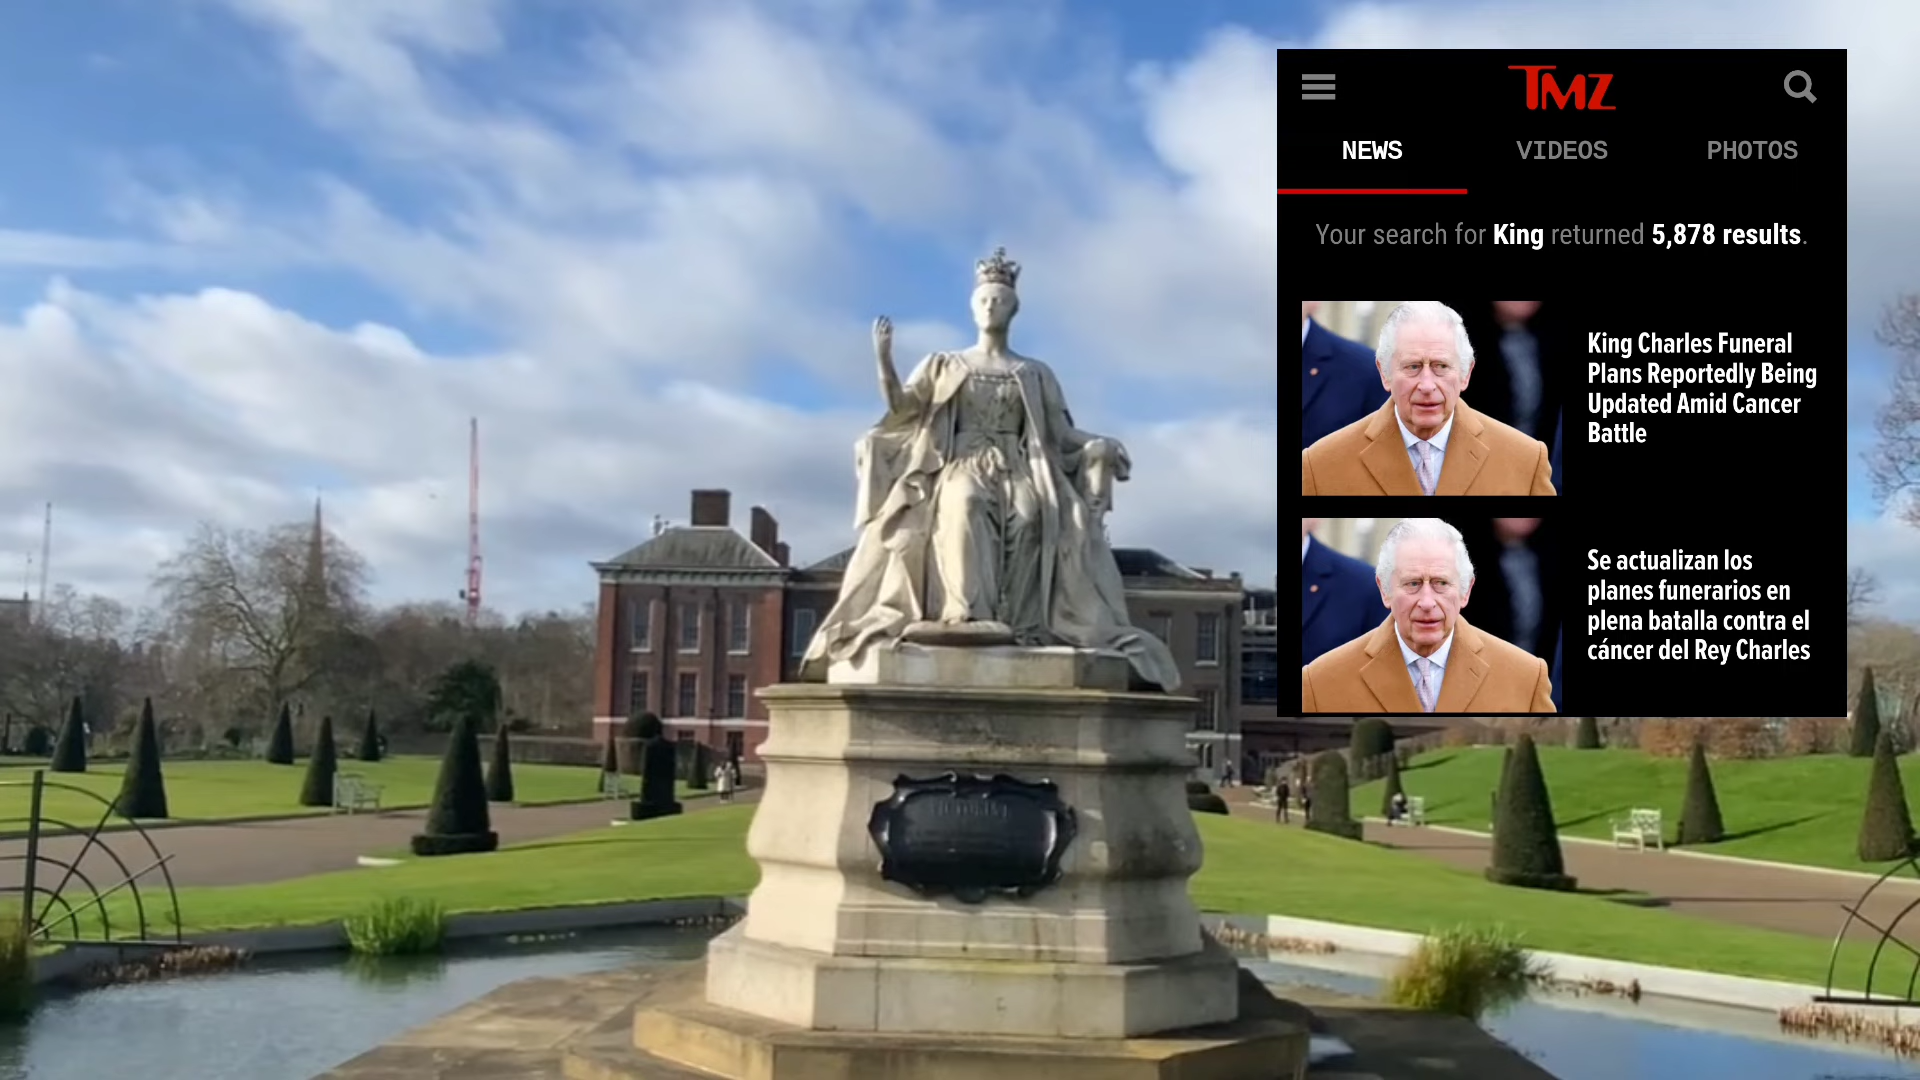 TMZ
NEWS VIDEOS PHOTOS
Your search for King returned 5,878 results.
King Charles Funeral
Plans Reportedly Being
Updated Amid Cancer
Battle
Se actualizan los
planes funerarios en
plena batalla contra el
cáncer del Rey Charles